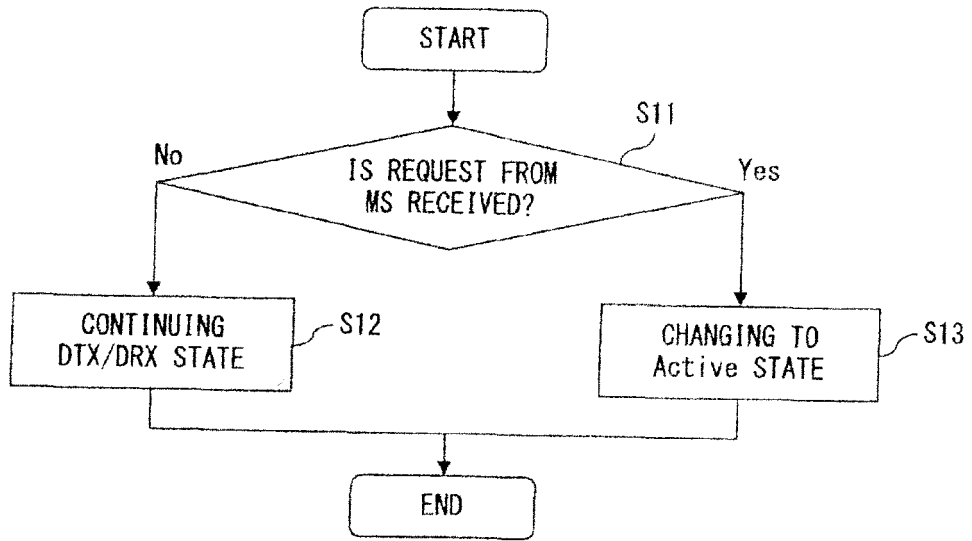 START
S11
No
IS REQUEST FROM
MS RECEIVED?
Yes
CONTINUING
DTX/DRX STATE
S12
CHANGING TO
Active STATE
S13
END